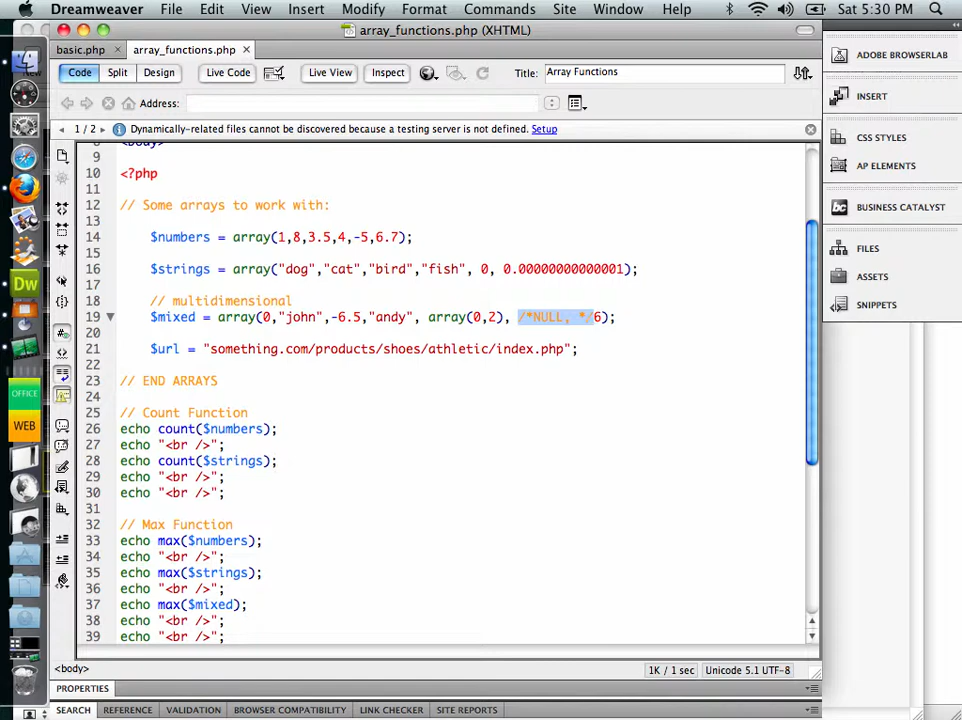 Dreamweaver File Edit View Insert Modify Format Commands Site Window Help Sat 5:30 PM
array_functions.php (XHTML)
basic.php array_functions.php
Code Split Design Live Code Live View Inspect Title: Array Functions
Address:
1 / 2 Dynamically-related files cannot be discovered because a testing server is not defined. Setup
8 <body>
9
10 <?php
11
12 // Some arrays to work with:
13
14 $numbers = array(1,8,3.5,4,-5,6.7);
15
16 $strings = array("dog","cat","bird","fish", 0, 0.00000000000001);
17
18 // multidimensional
19 $mixed = array(0,"john",-6.5,"andy", array(0,2), /*NULL, */6);
20
21 $url = "something.com/products/shoes/athletic/index.php";
22
23 // END ARRAYS
24
25 // Count Function
26 echo count($numbers);
27 echo "<br />";
28 echo count($strings);
29 echo "<br />";
30 echo "<br />";
31
32 // Max Function
33 echo max($numbers);
34 echo "<br />";
35 echo max($strings);
36 echo "<br />";
37 echo max($mixed);
38 echo "<br />";
39 echo "<br />";
<body> 1K / 1 sec Unicode 5.1 UTF-8
PROPERTIES
SEARCH REFERENCE VALIDATION BROWSER COMPATIBILITY LINK CHECKER SITE REPORTS
ADOBE BROWSERLAB
INSERT
CSS STYLES
AP ELEMENTS
bc BUSINESS CATALYST
FILES
ASSETS
SNIPPETS
New
Dw
OFFICE
WEB